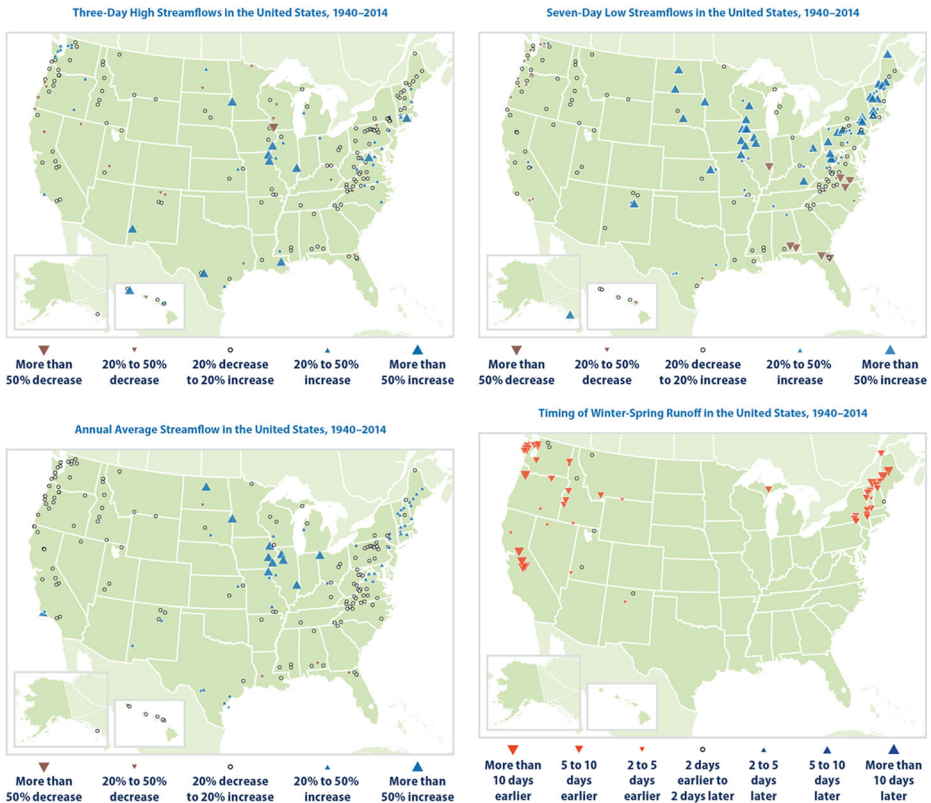 Three-Day High Streamflows in the United States, 1940–2014
More than
50% decrease
20% to 50%
decrease
20% decrease
to 20% increase
20% to 50%
increase
More than
50% increase
Seven-Day Low Streamflows in the United States, 1940–2014
More than
50% decrease
20% to 50%
decrease
20% decrease
to 20% increase
20% to 50%
increase
More than
50% increase
Annual Average Streamflow in the United States, 1940–2014
More than
50% decrease
20% to 50%
decrease
20% decrease
to 20% increase
20% to 50%
increase
More than
50% increase
Timing of Winter-Spring Runoff in the United States, 1940–2014
More than
10 days
earlier
5 to 10
days
earlier
2 to 5
days
earlier
2 days
earlier to
2 days later
2 to 5
days
later
5 to 10
days
later
More than
10 days
later